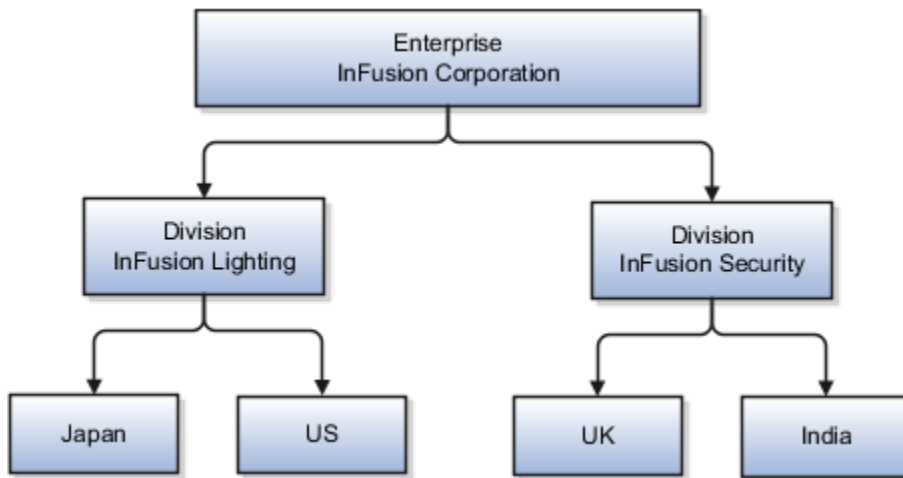 Enterprise
InFusion Corporation
Division
InFusion Lighting
Division
InFusion Security
Japan
US
UK
India